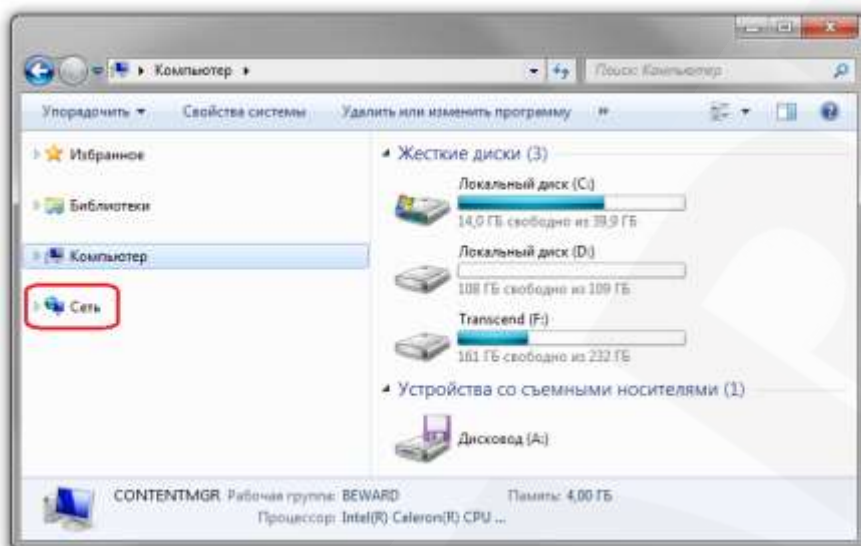 Компьютер
Поиск: Компьютер
Упорядочить
Свойства системы
Удалить или изменить программу
»
Избранное
Библиотеки
Компьютер
Сеть
Жесткие диски (3)
Локальный диск (C:)
14,0 ГБ свободно из 39,9 ГБ
Локальный диск (D:)
108 ГБ свободно из 109 ГБ
Transcend (F:)
161 ГБ свободно из 232 ГБ
Устройства со съемными носителями (1)
Дисковод (A:)
CONTENTMGR Рабочая группа: BEWARD Память: 4,00 ГБ
Процессор: Intel(R) Celeron(R) CPU ...